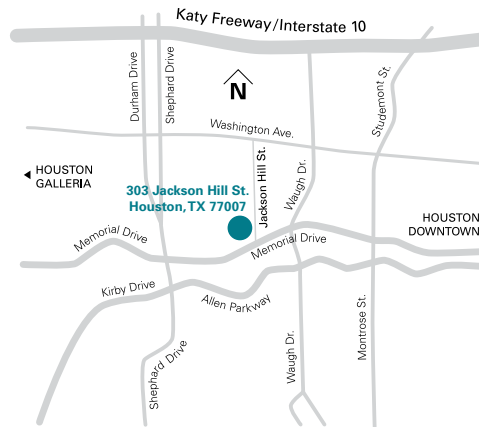 Katy Freeway/Interstate 10
Durham Drive
Shephard Drive
N
Studemont St.
Washington Ave.
HOUSTON
GALLERIA
303 Jackson Hill St.
Houston, TX 77007
Jackson Hill St.
Waugh Dr.
HOUSTON
DOWNTOWN
Memorial Drive
Memorial Drive
Kirby Drive
Allen Parkway
Shephard Drive
Waugh Dr.
Montrose St.